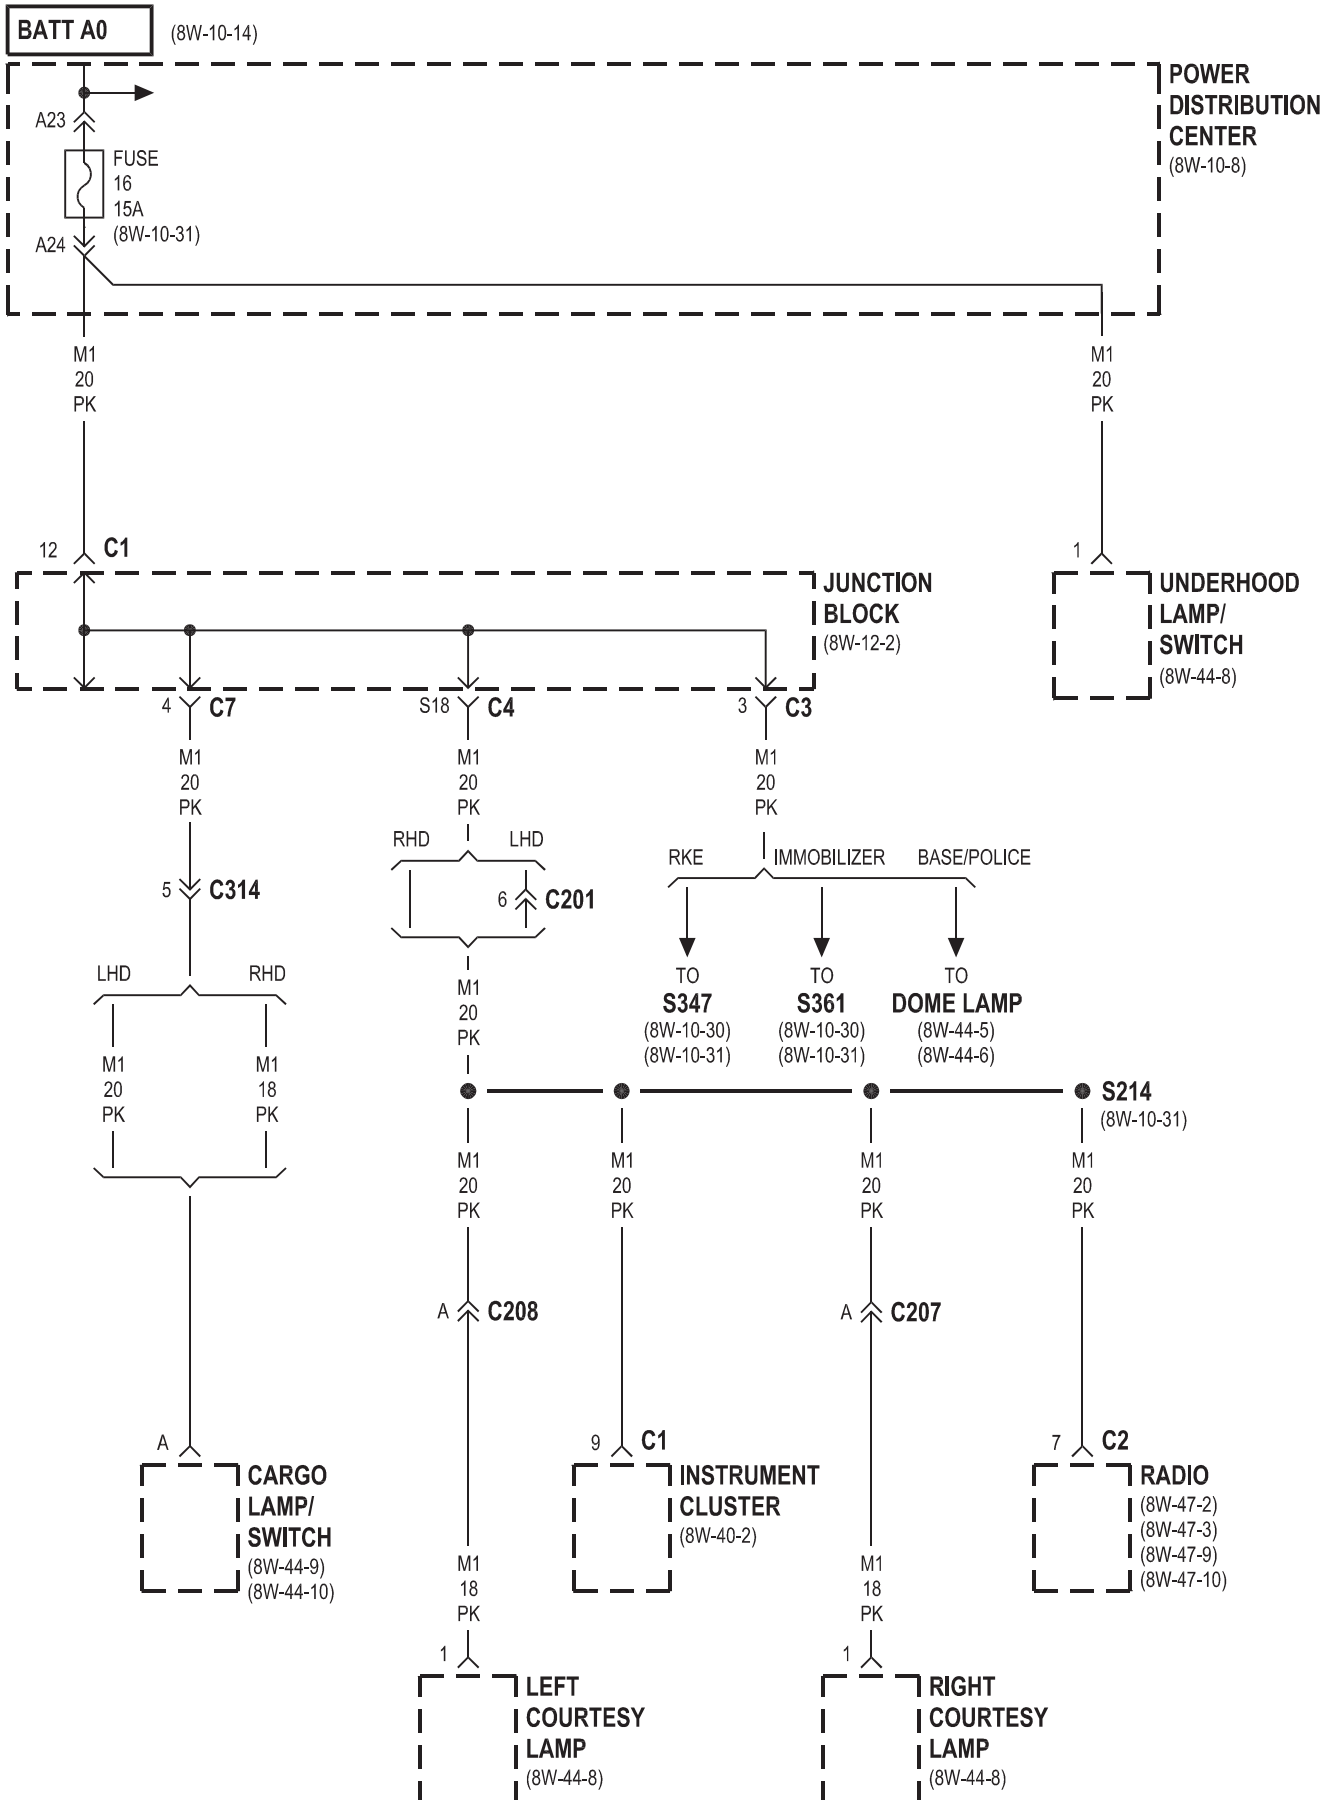 BATT A0
(8W-10-14)
POWER
DISTRIBUTION
CENTER
(8W-10-8)
A23
FUSE
16
15A
(8W-10-31)
A24
M1
20
PK
M1
20
PK
12
C1
1
JUNCTION
BLOCK
(8W-12-2)
UNDERHOOD
LAMP/
SWITCH
(8W-44-8)
4
C7
S18
C4
3
C3
M1
20
PK
M1
20
PK
M1
20
PK
RHD
LHD
RKE
IMMOBILIZER
BASE/POLICE
5
C314
6
C201
LHD
RHD
TO
S347
(8W-10-30)
(8W-10-31)
TO
S361
(8W-10-30)
(8W-10-31)
TO
DOME LAMP
(8W-44-5)
(8W-44-6)
M1
20
PK
M1
20
PK
M1
18
PK
S214
(8W-10-31)
M1
20
PK
M1
20
PK
M1
20
PK
M1
20
PK
A
C208
A
C207
A
9
C1
7
C2
CARGO
LAMP/
SWITCH
(8W-44-9)
(8W-44-10)
INSTRUMENT
CLUSTER
(8W-40-2)
RADIO
(8W-47-2)
(8W-47-3)
(8W-47-9)
(8W-47-10)
M1
18
PK
M1
18
PK
1
1
LEFT
COURTESY
LAMP
(8W-44-8)
RIGHT
COURTESY
LAMP
(8W-44-8)